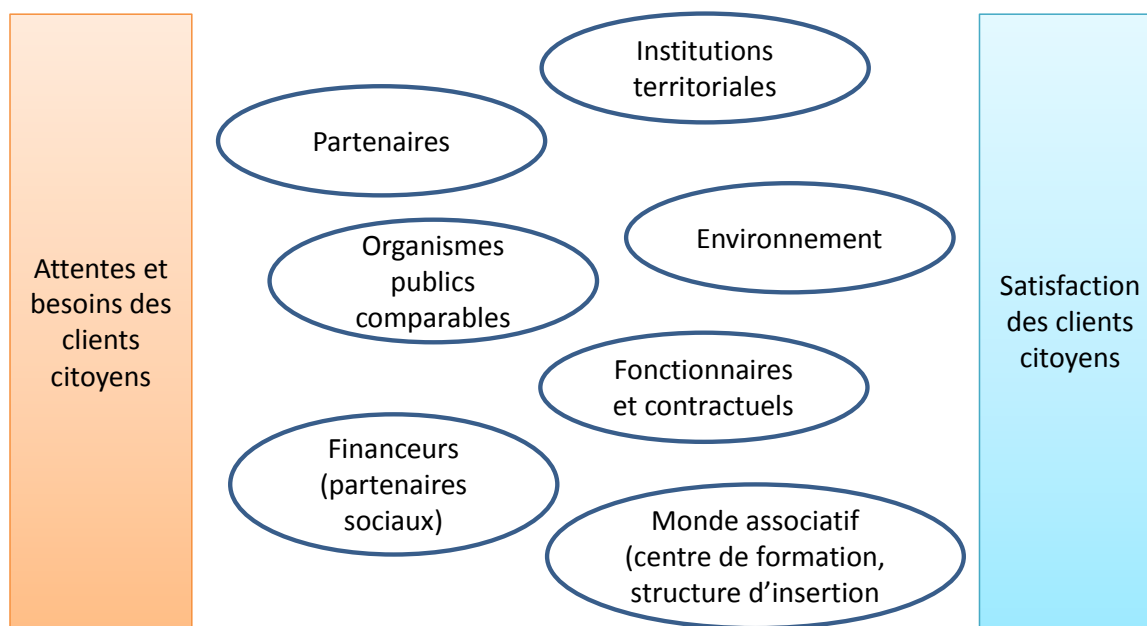 Attentes et
besoins des
clients
citoyens
Institutions
territoriales
Partenaires
Environnement
Organismes
publics
comparables
Fonctionnaires
et contractuels
Financeurs
(partenaires
sociaux)
Monde associatif
(centre de formation,
structure d’insertion
Satisfaction
des clients
citoyens